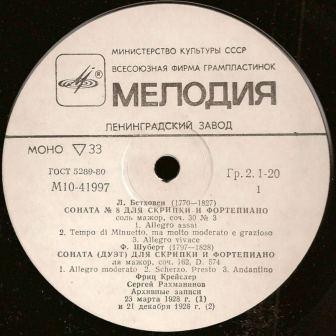 МИНИСТЕРСТВО КУЛЬТУРЫ СССР
ВСЕСОЮЗНАЯ ФИРМА ГРАМПЛАСТИНОК
МЕЛОДИЯ
ЛЕНИНГРАДСКИЙ ЗАВОД
МОНО ▽ 33
ГОСТ 5289-80
М10-41997
Гр. 2. 1-20
1
Л. Бетховен (1770—1827)
СОНАТА № 8 ДЛЯ СКРИПКИ И ФОРТЕПИАНО
соль мажор, соч. 30 № 3
1. Allegro assai
2. Tempo di Minuetto, ma molto moderato e grazioso
3. Allegro vivace
Ф. Шуберт (1797—1828)
СОНАТА (ДУЭТ) ДЛЯ СКРИПКИ И ФОРТЕПИАНО
ля мажор, соч. 162, D. 574
1. Allegro moderato 2. Scherzo. Presto 3. Andantino
Фриц Крейслер
Сергей Рахманинов
Архивные записи
23 марта 1928 г. (1)
и 21 декабря 1928 г. (2)